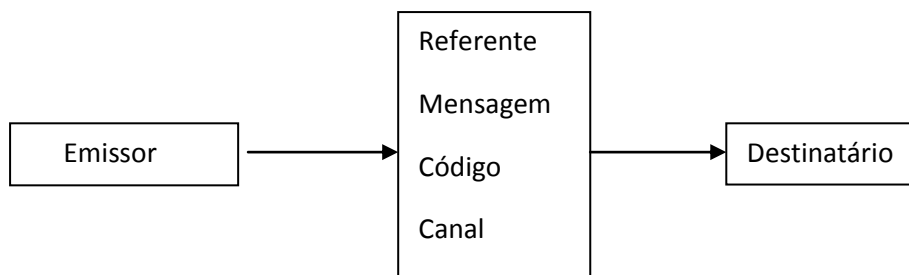 Emissor
Referente
Mensagem
Código
Canal
Destinatário